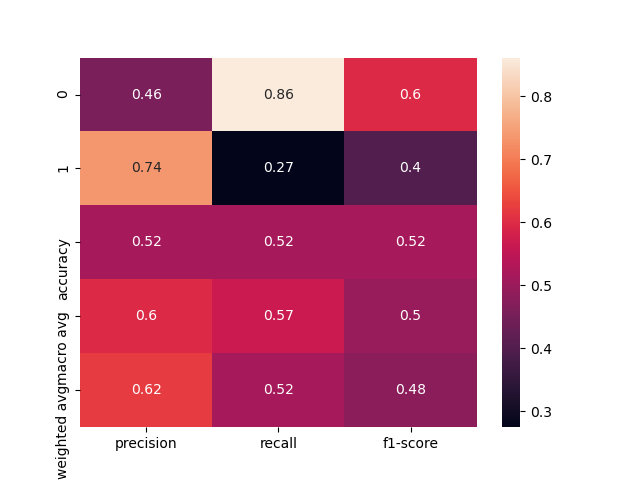 0 0.46 0.86 0.6
1 0.74 0.27 0.4
accuracy 0.52 0.52 0.52
macro avg 0.6 0.57 0.5
weighted avg 0.62 0.52 0.48
precision recall f1-score
0.8
0.7
0.6
0.5
0.4
0.3